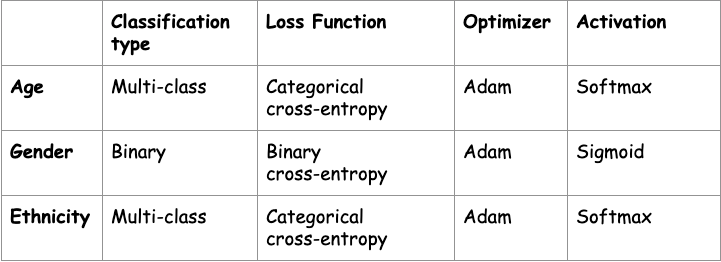 Classification type Loss Function Optimizer Activation
Age Multi-class Categorical cross-entropy Adam Softmax
Gender Binary Binary cross-entropy Adam Sigmoid
Ethnicity Multi-class Categorical cross-entropy Adam Softmax